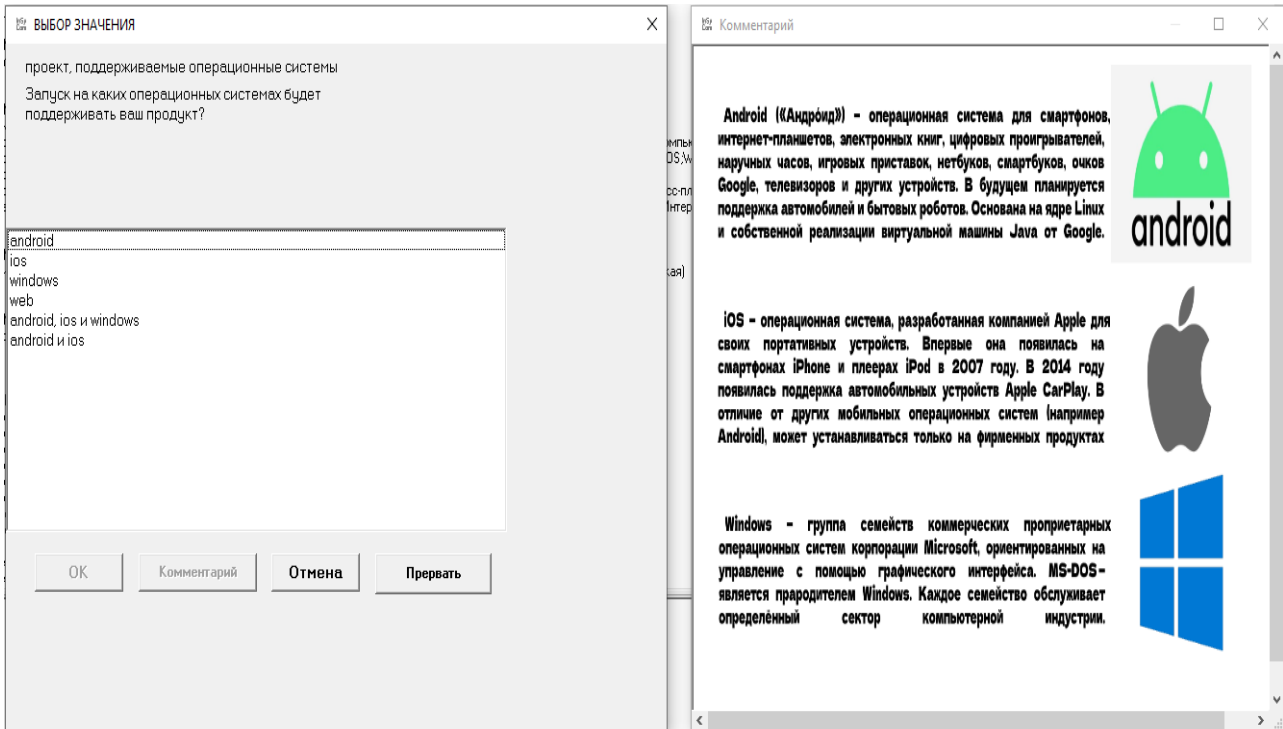 ВЫБОР ЗНАЧЕНИЯ
проект, поддерживаемые операционные системы
Запуск на каких операционных системах будет
поддерживать ваш продукт?
android
ios
windows
web
android, ios и windows
android и ios
OK
Комментарий
Отмена
Прервать
Комментарий
Android («Андро́ид») – операционная система для смартфонов,
интернет-планшетов, электронных книг, цифровых проигрывателей,
наручных часов, игровых приставок, нетбуков, смартбуков, очков
Google, телевизоров и других устройств. В будущем планируется
поддержка автомобилей и бытовых роботов. Основана на ядре Linux
и собственной реализации виртуальной машины Java от Google.
android
iOS – операционная система, разработанная компанией Apple для
своих портативных устройств. Впервые она появилась на
смартфонах iPhone и плеерах iPod в 2007 году. В 2014 году
появилась поддержка автомобильных устройств Apple CarPlay. В
отличие от других мобильных операционных систем (например
Android), может устанавливаться только на фирменных продуктах
Windows – группа семейств коммерческих проприетарных
операционных систем корпорации Microsoft, ориентированных на
управление с помощью графического интерфейса. MS-DOS–
является прародителем Windows. Каждое семейство обслуживает
определённый сектор компьютерной индустрии.